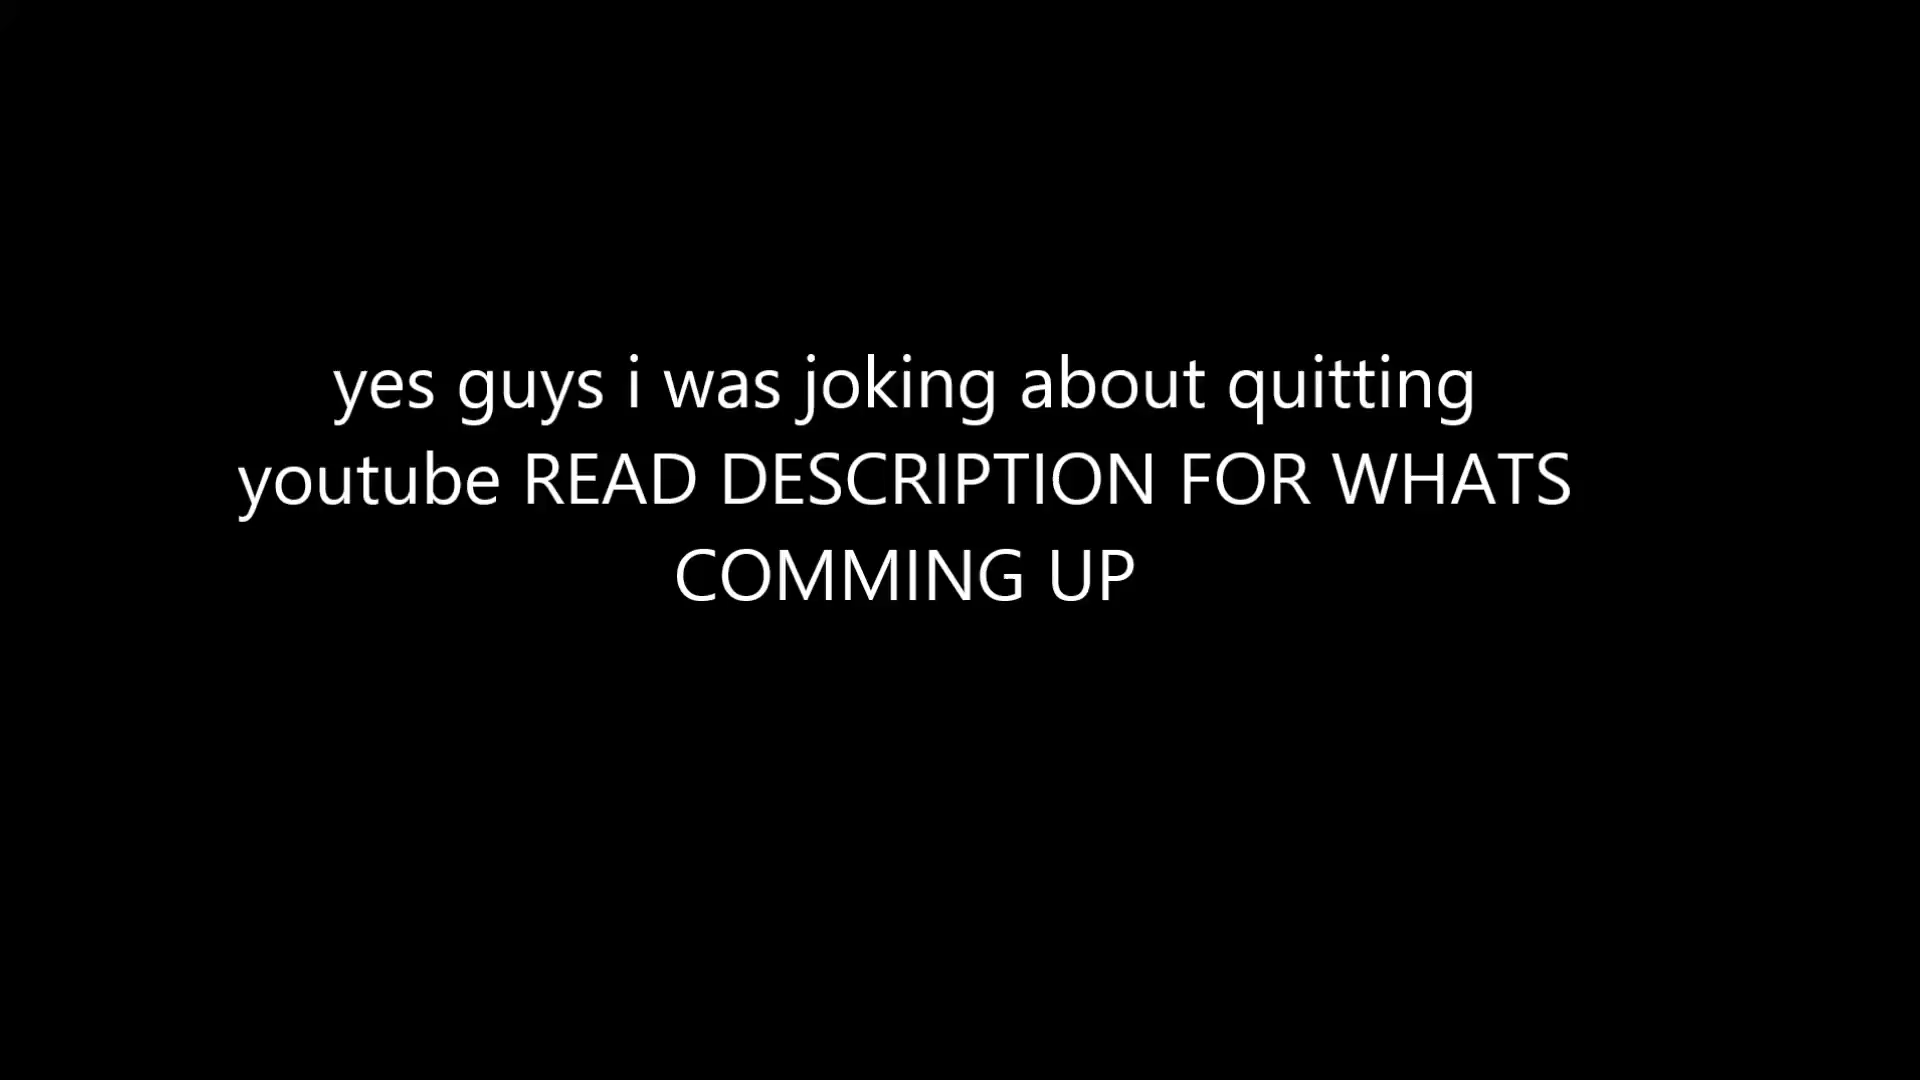 yes guys i was joking about quitting
youtube READ DESCRIPTION FOR WHATS
COMMING UP